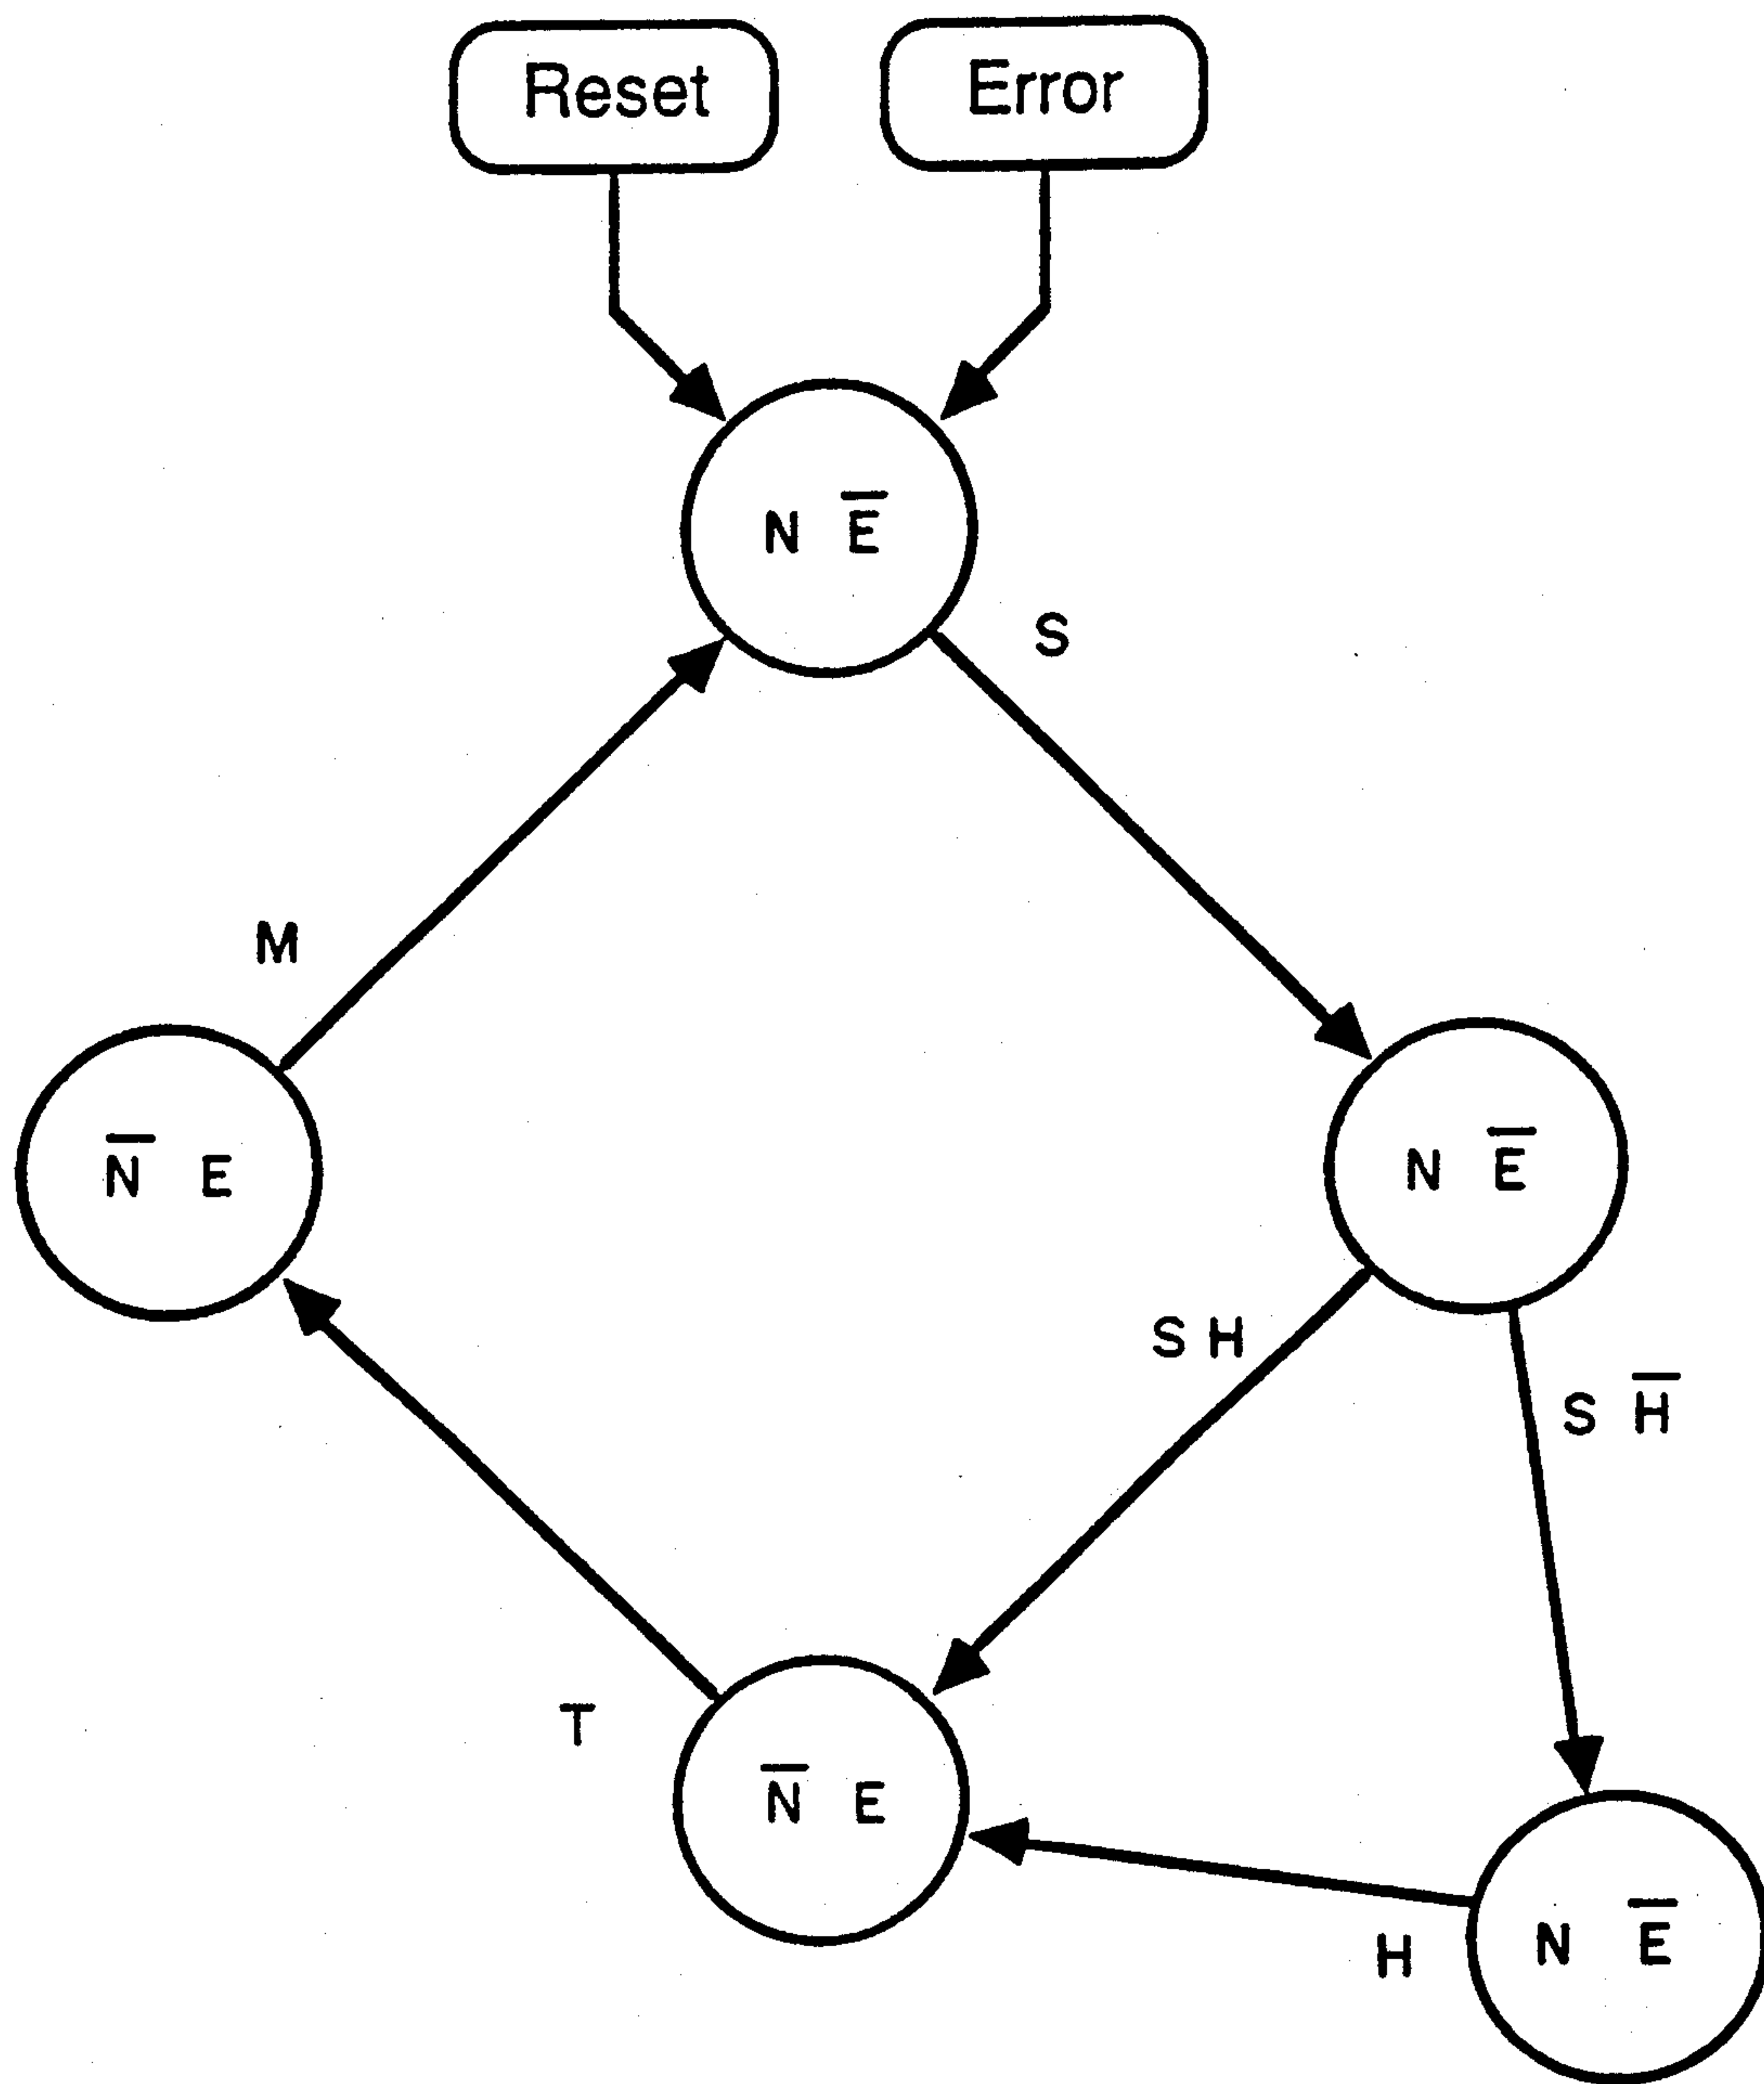 Reset
Error
N E̅
S
M
N̅ E
N E̅
S H
S H̅
T
N̅ E
H
N E̅